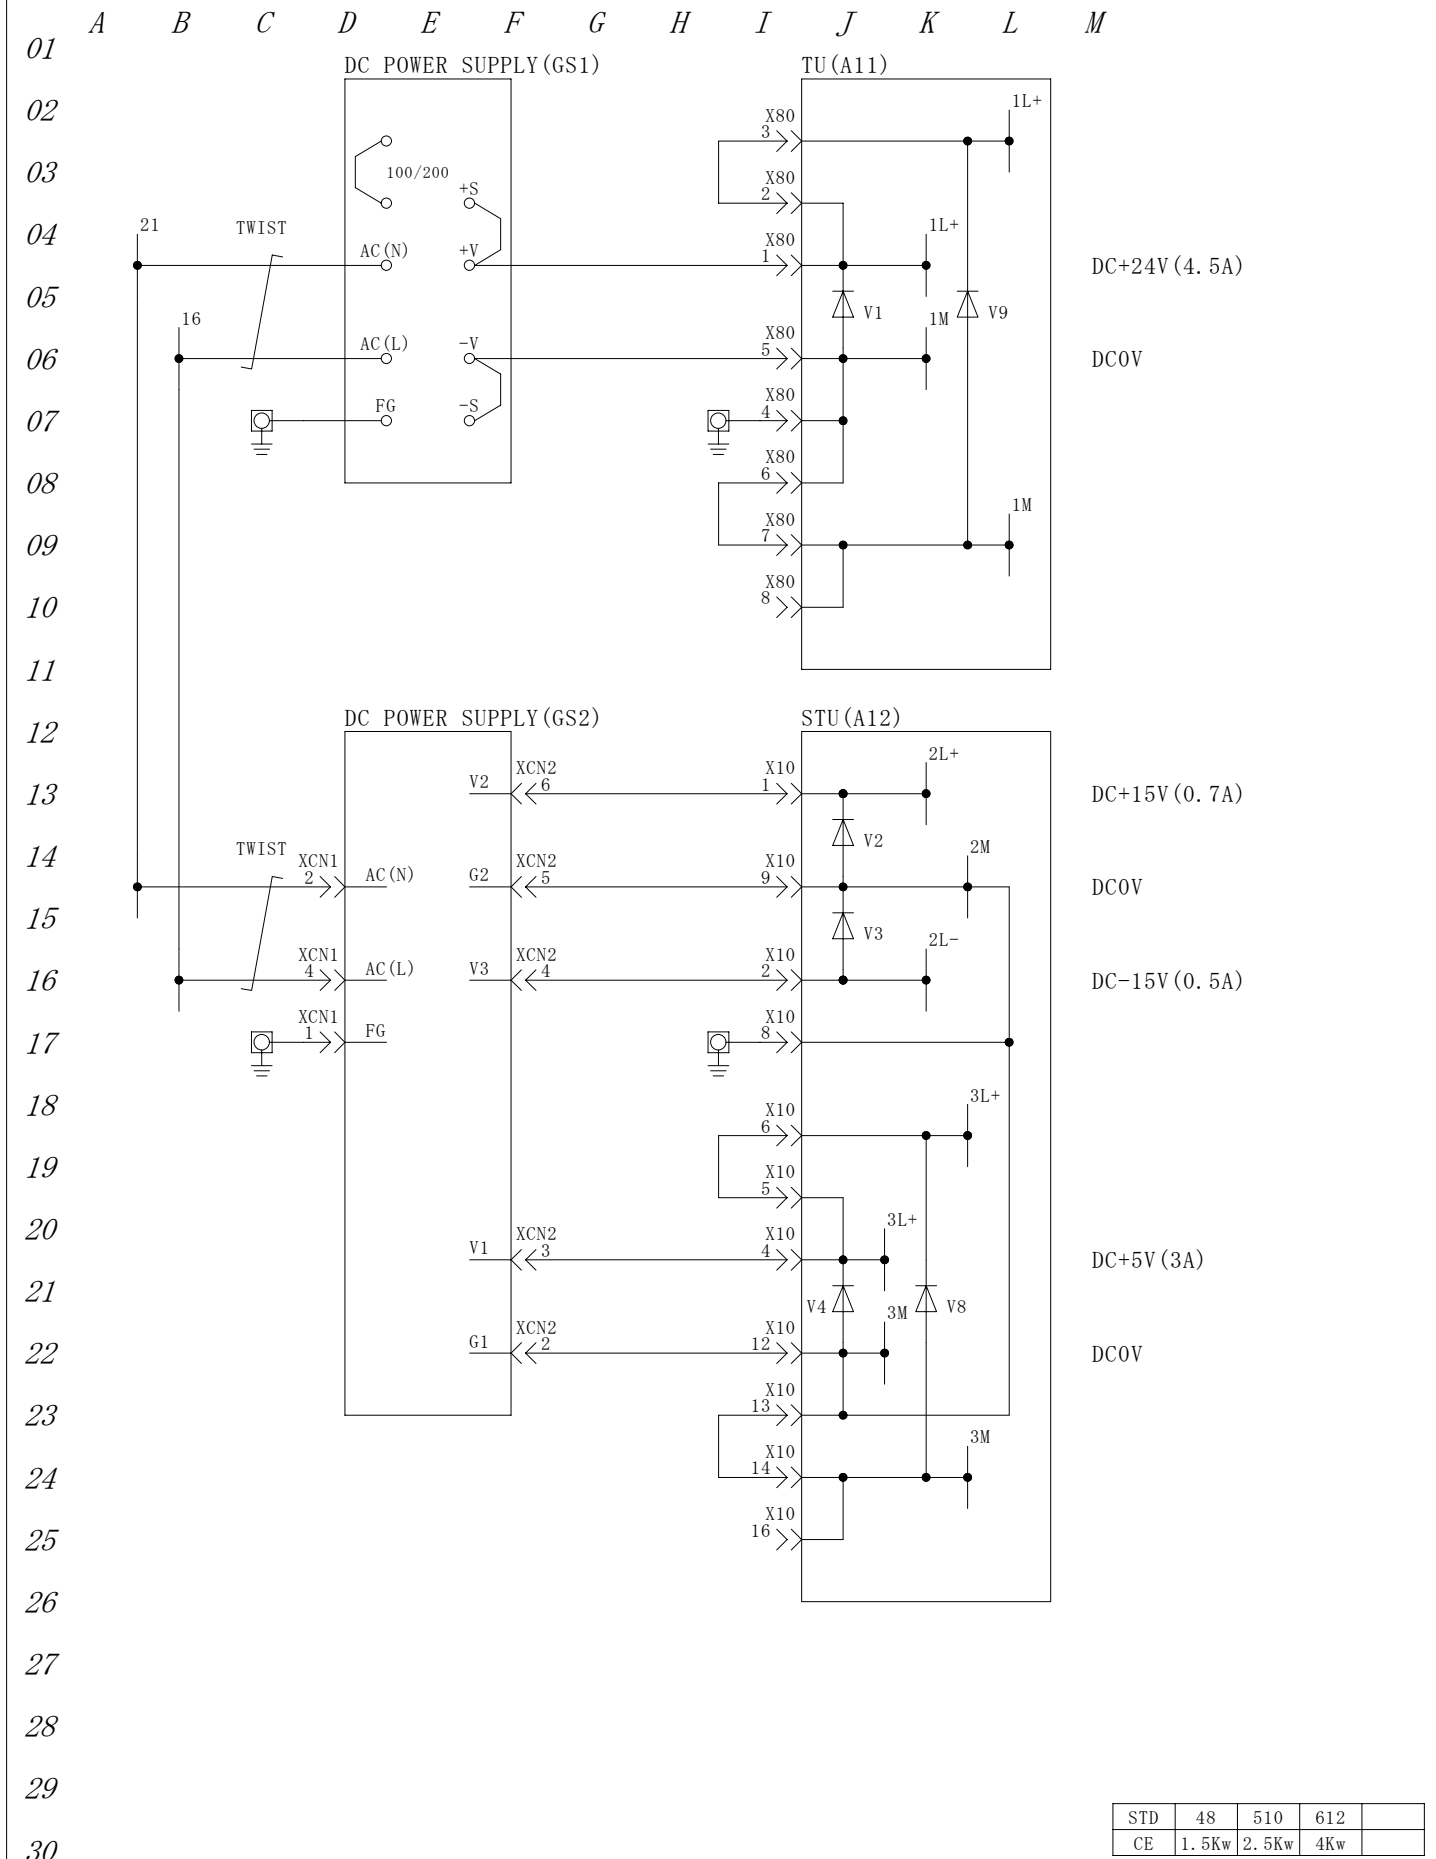 A B C D E F G H I J K L M
01
DC POWER SUPPLY(GS1) TU(A11)
02 1L+
X80
3
03 100/200 X80
+S 2
04 21 TWIST 1L+
AC(N) +V X80
1 DC+24V(4.5A)
05 16 V1 1M V9
06 AC(L) -V X80
5 DC0V
07 FG -S X80
4
08 X80
6
1M
09 X80
7
10 X80
8
11
DC POWER SUPPLY(GS2) STU(A12)
12 2L+
13 V2 XCN2 X10
6 1 DC+15V(0.7A)
V2
14 TWIST 2M
XCN1 AC(N) G2 XCN2 X10
2 5 9 DC0V
15 V3
2L-
16 XCN1 AC(L) V3 XCN2 X10
4 4 2 DC-15V(0.5A)
17 XCN1 FG X10
1 8
18 3L+
X10
6
19 X10
5
20 3L+
V1 XCN2 X10
3 4 DC+5V(3A)
21 V4 3M V8
22 G1 XCN2 X10
2 12 DC0V
23 X10
13
3M
24 X10
14
25 X10
16
26
27
28
29
STD 48 510 612
30 CE 1.5Kw 2.5Kw 4Kw